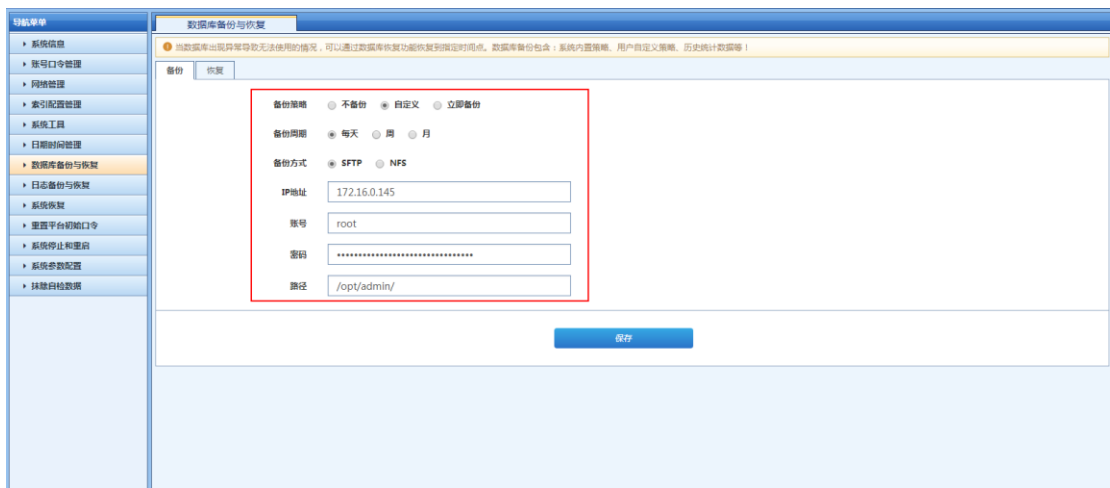 导航菜单
数据库备份与恢复
系统信息
账号口令管理
网络管理
索引配置管理
系统工具
日期时间管理
数据库备份与恢复
日志备份与恢复
系统恢复
重置平台初始口令
系统停止和重启
系统参数配置
抹除自检数据
当数据库出现异常导致无法使用的情况，可以通过数据库恢复功能恢复到指定时间点。数据库备份包含：系统内置策略、用户自定义策略、历史统计数据等！
备份 恢复
备份策略 不备份 自定义 立即备份
备份周期 每天 周 月
备份方式 SFTP NFS
IP地址 172.16.0.145
账号 root
密码 ********************************
路径 /opt/admin/
保存